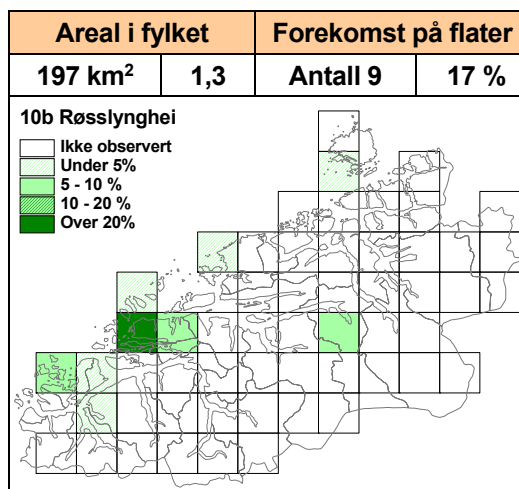 Areal i fylket Forekomst på flater
197 km² 1,3 Antall 9 17 %
10b Røsslynghei
Ikke observert
Under 5%
5 - 10 %
10 - 20 %
Over 20%